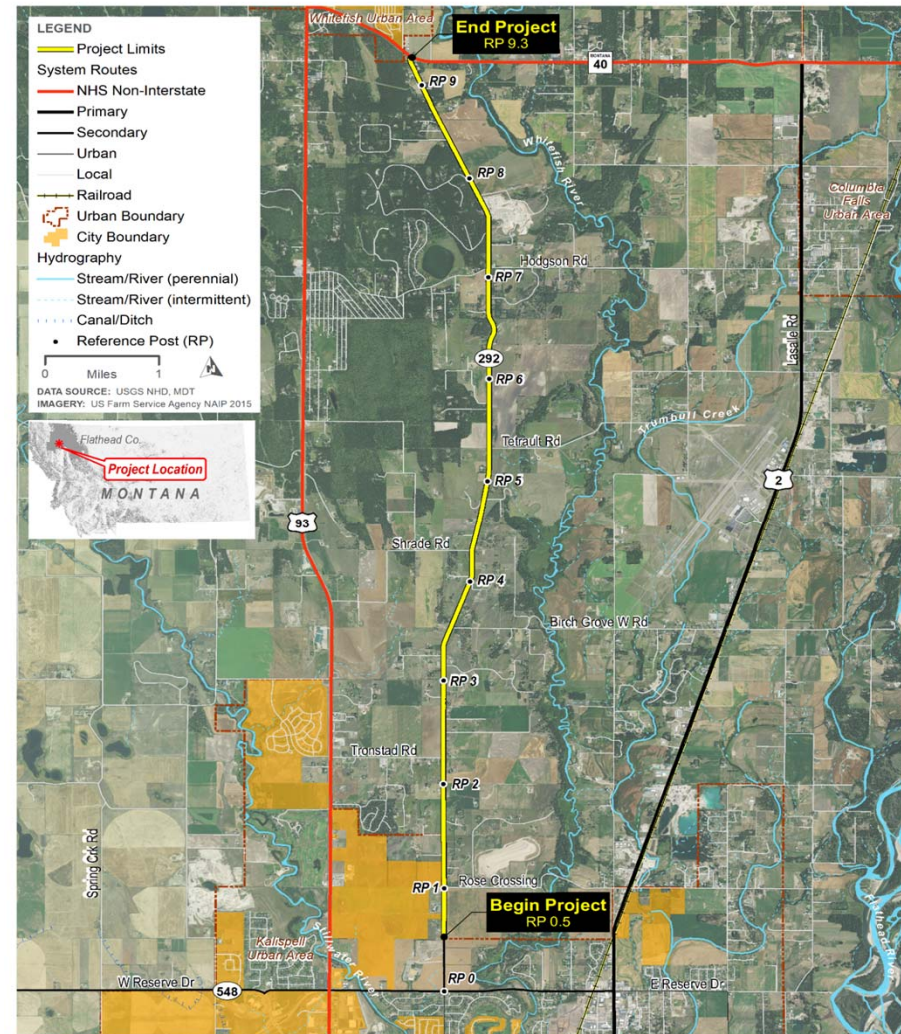 LEGEND
Project Limits
System Routes
NHS Non-Interstate
Primary
Secondary
Urban
Local
Railroad
Urban Boundary
City Boundary
Hydrography
Stream/River (perennial)
Stream/River (intermittent)
Canal/Ditch
Reference Post (RP)
0 1
Miles
DATA SOURCE: USGS NHD, MDT
IMAGERY: US Farm Service Agency NAIP 2015
Flathead Co.
Project Location
MONTANA
Whitefish Urban Area
End Project
RP 9.3
MONTANA
40
RP 9
Whitefish River
RP 8
Columbia
Falls
Urban Area
Hodgson Rd
RP 7
Lasalle Rd
292
RP 6
Trumbull Creek
Tetrault Rd
RP 5
2
93
Shrade Rd
RP 4
Birch Grove W Rd
RP 3
Tronstad Rd
RP 2
Spring Crk Rd
RP 1
Rose Crossing
Begin Project
RP 0.5
Kalispell
Urban Area
Stillwater River
Flathead River
W Reserve Dr
548
RP 0
E Reserve Dr